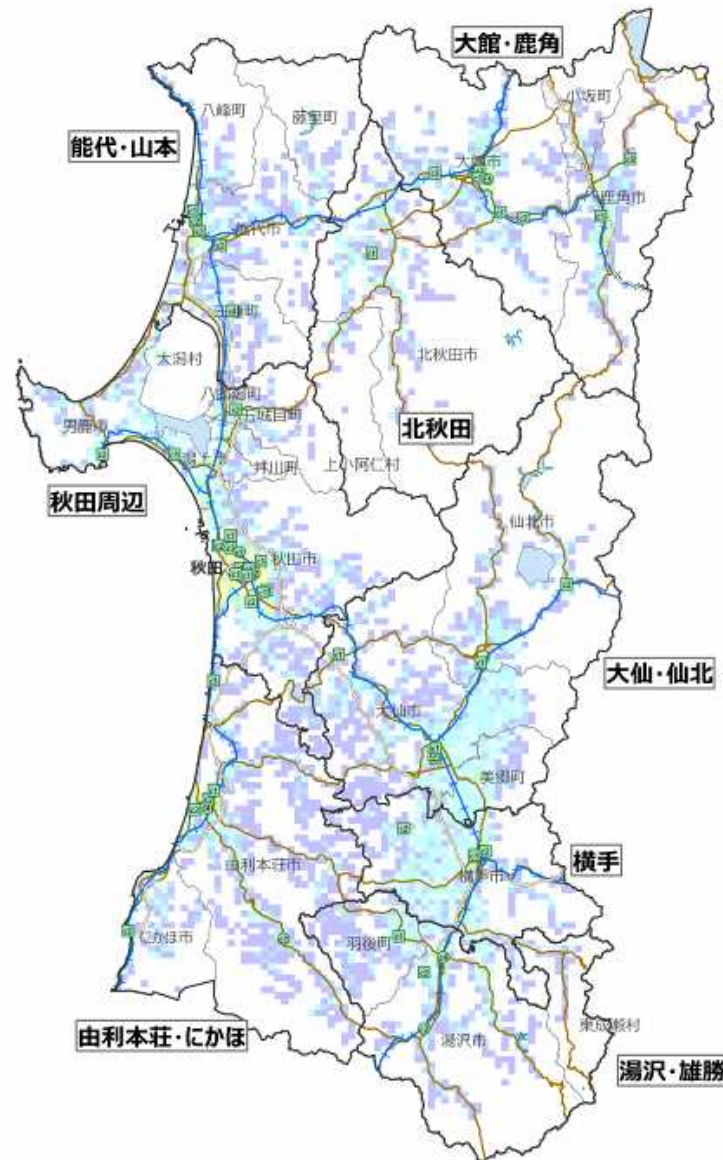 大館・鹿角
小坂町
八峰町
藤里町
能代・山本
大館市
鹿角市
能代市
三種町
大潟村
北秋田市
八郎潟町
五城目町
男鹿市
北秋田
井川町
上小阿仁村
秋田周辺
仙北市
秋田
秋田市
大仙・仙北
大仙市
美郷町
横手
横手市
由利本荘市
羽後町
にかほ市
東成瀬村
由利本荘・にかほ
湯沢市
湯沢・雄勝